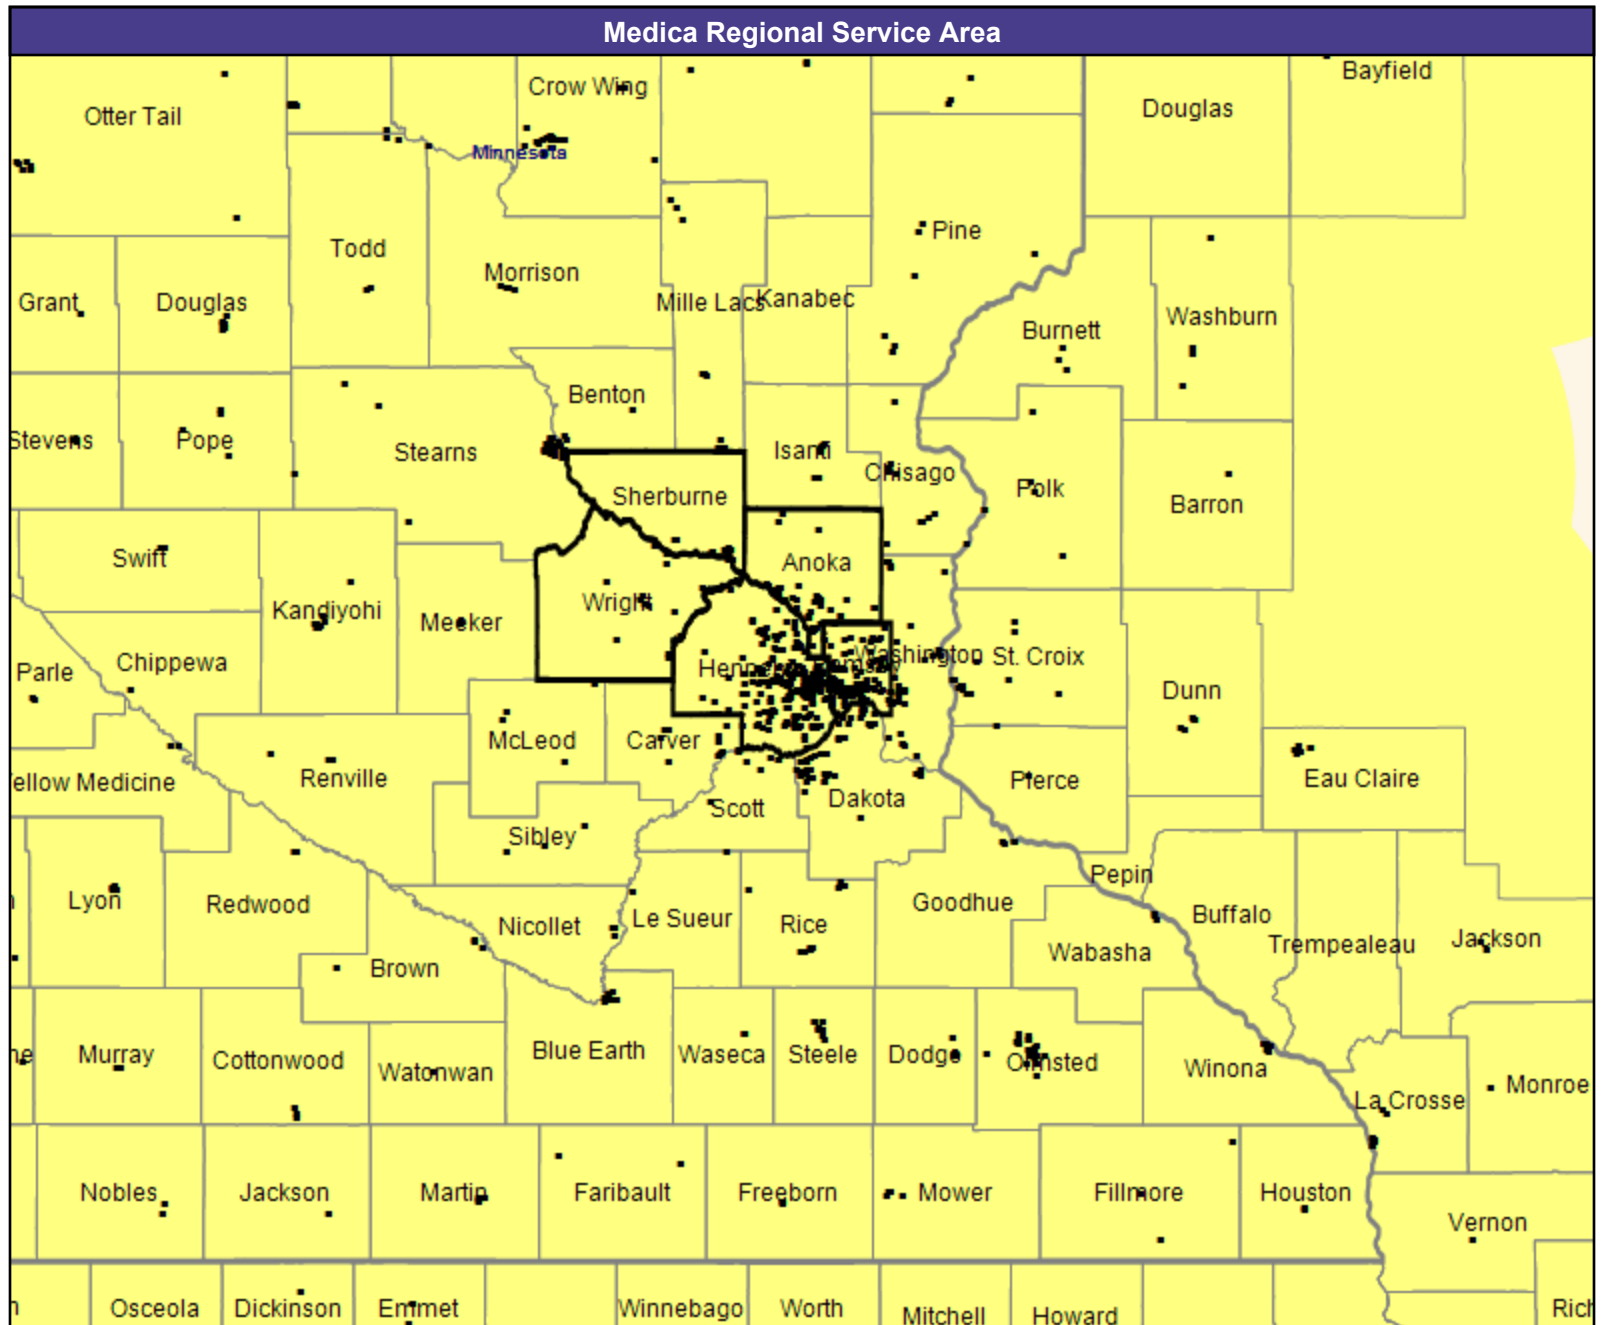 Medica Regional Service Area
Bayfield
Crow Wing
Douglas
Otter Tail
Minnesota
Pine
Todd
Morrison
Mille Lacs
Kanabec
Grant
Douglas
Washburn
Burnett
Benton
Stevens
Pope
Stearns
Isanti
Chisago
Sherburne
Polk
Barron
Swift
Anoka
Wright
Kandiyohi
Meeker
Washington
St. Croix
Chippewa
Parle
Dunn
McLeod
Carver
Renville
ellow Medicine
Pierce
Eau Claire
Dakota
Scott
Sibley
Pepin
Lyon
Redwood
Goodhue
Buffalo
Le Sueur
Rice
Nicollet
Trempealeau
Jackson
Wabasha
Brown
Blue Earth
Murray
Cottonwood
Waseca
Steele
Dodge
Olmsted
Winona
Watonwan
Monroe
La Crosse
Nobles
Jackson
Martin
Faribault
Freeborn
Mower
Fillmore
Houston
Vernon
Osceola
Dickinson
Emmet
Winnebago
Worth
Mitchell
Howard
Rich